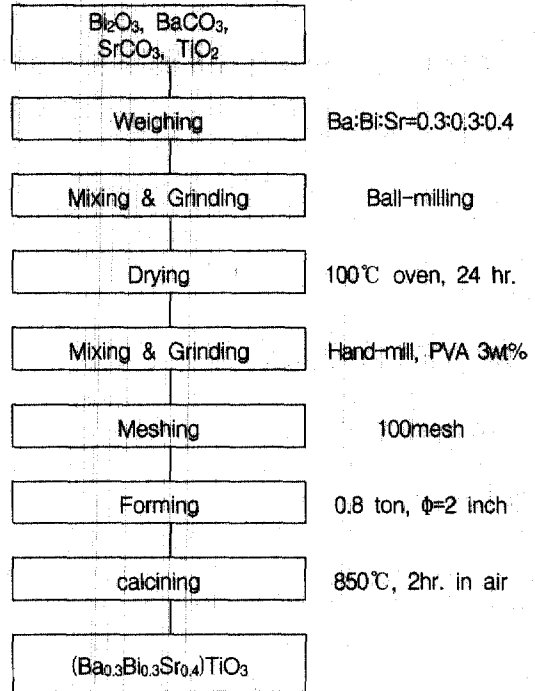 Bi₂O₃, BaCO₃,
SrCO₃, TiO₂
Weighing
Ba:Bi:Sr=0.3:0.3:0.4
Mixing & Grinding
Ball-milling
Drying
100℃ oven, 24 hr.
Mixing & Grinding
Hand-mill, PVA 3wt%
Meshing
100mesh
Forming
0.8 ton, ϕ=2 inch
calcining
850℃, 2hr. in air
(Ba₀.₃Bi₀.₃Sr₀.₄)TiO₃